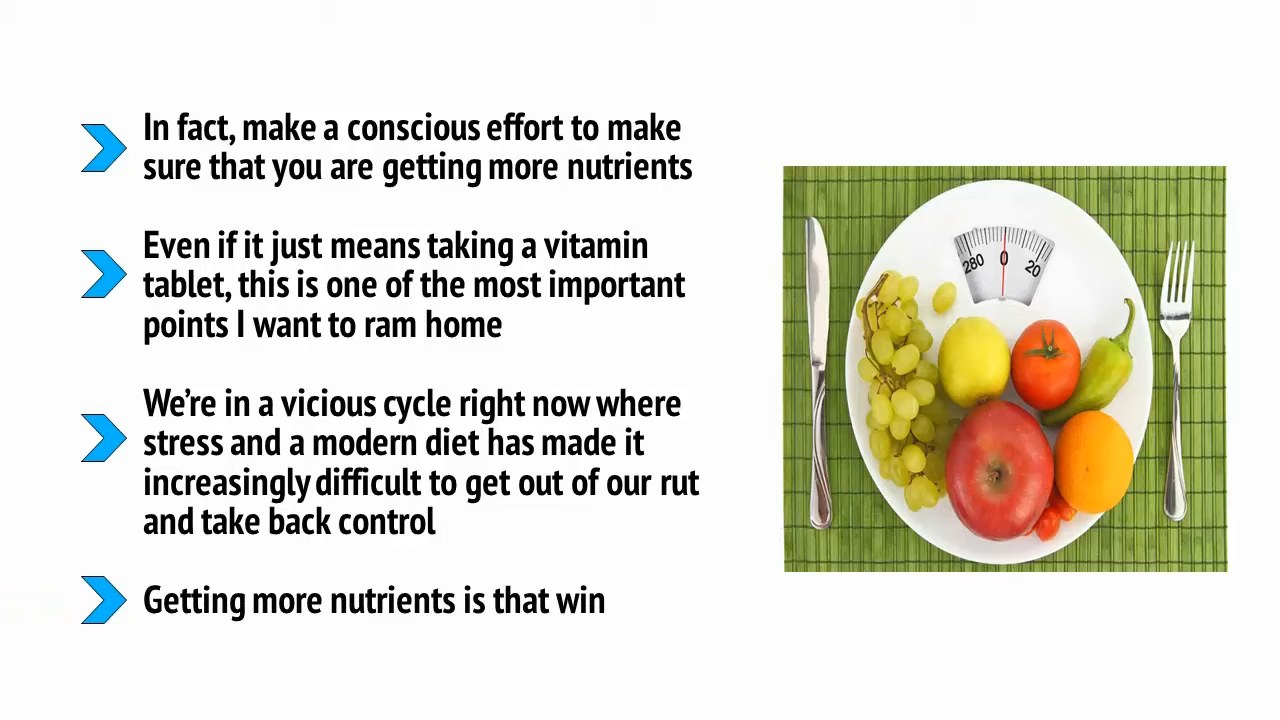 In fact, make a conscious effort to make
sure that you are getting more nutrients
Even if it just means taking a vitamin
tablet, this is one of the most important
points I want to ram home
We're in a vicious cycle right now where
stress and a modern diet has made it
increasingly difficult to get out of our rut
and take back control
Getting more nutrients is that win
280 0 20